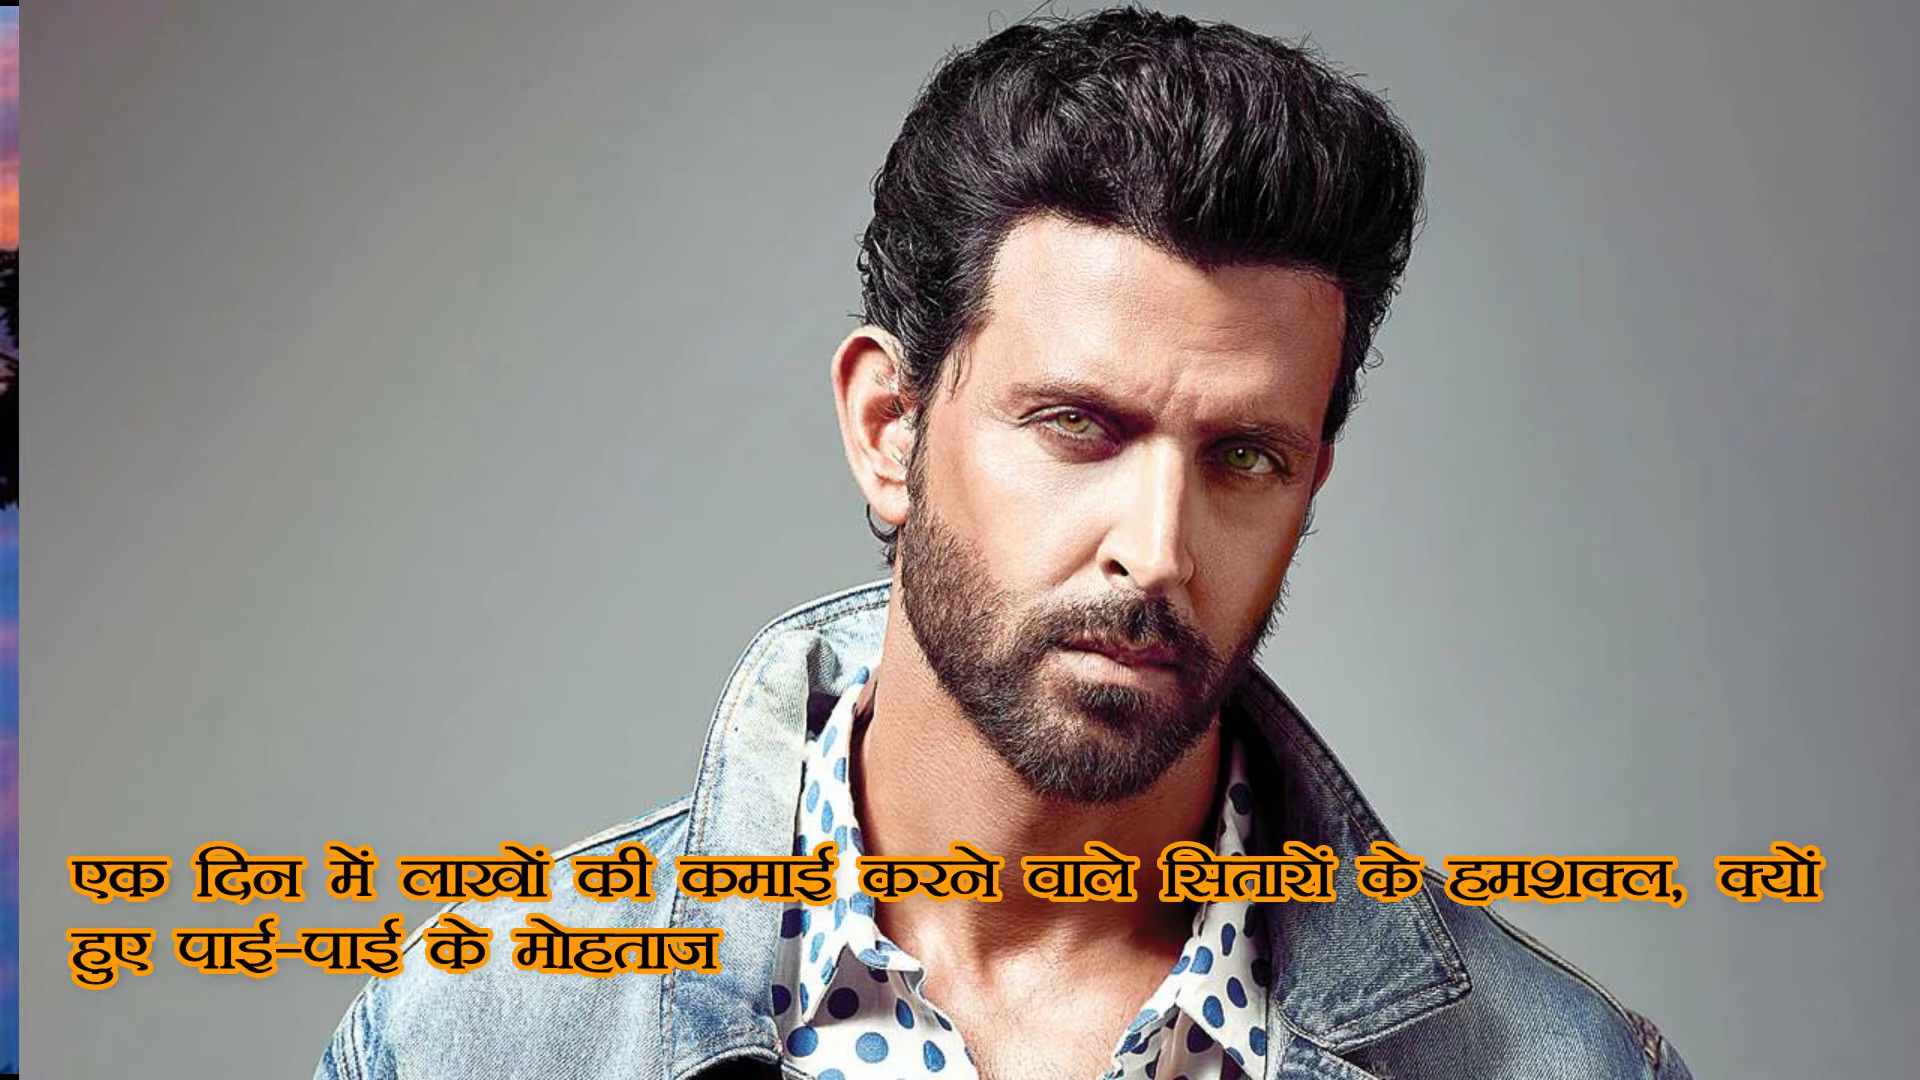 एक दिन में लाखों की कमाई करने वाले सितारों के हमशक्ल, क्यों
हुए पाई-पाई के मोहताज